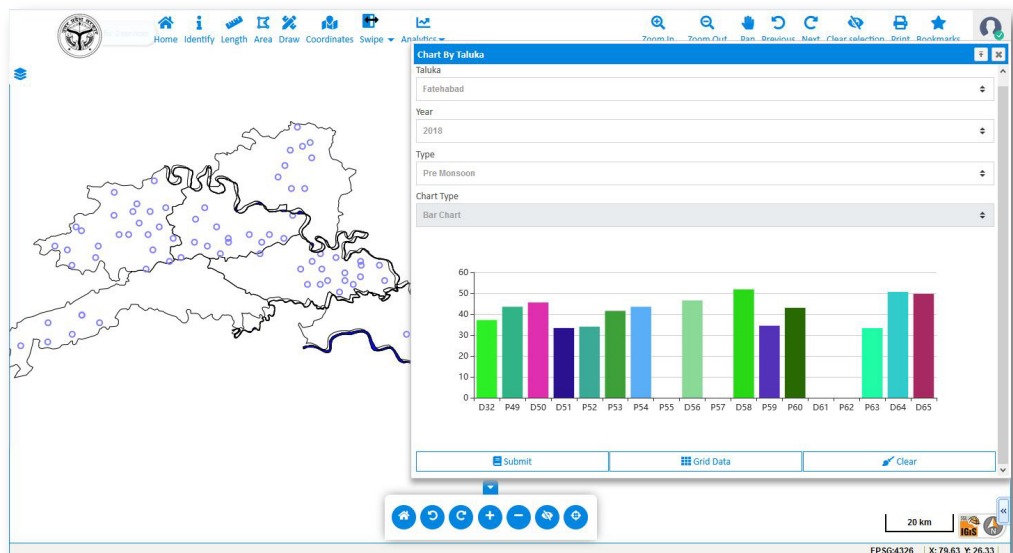 Home Identify Length Area Draw Coordinates Swipe Analytics
Zoom In Zoom Out Pan Previous Next Clear selection Print Bookmarks
Chart By Taluka
Taluka
Fatehabad
Year
2018
Type
Pre Monsoon
Chart Type
Bar Chart
60
50
40
30
20
10
0
D32 P49 D50 D51 P52 P53 P54 P55 D56 P57 D58 P59 P60 D61 P62 P63 D64 D65
Submit Grid Data Clear
20 km
IGiS
N
EPSG:4326 X: 79.63 Y: 26.33